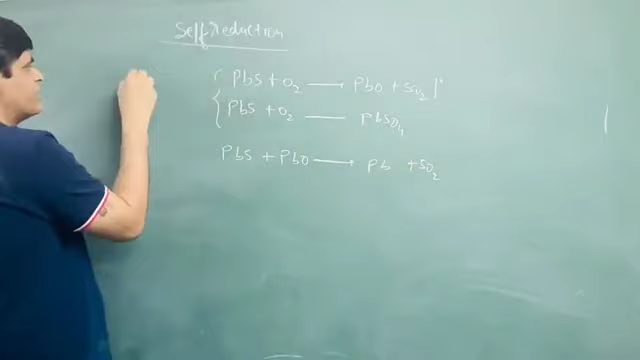 Self Reduction
PbS + O2 → PbO + SO2 ↑
PbS + O2 — PbSO4
PbS + PbO → Pb + SO2